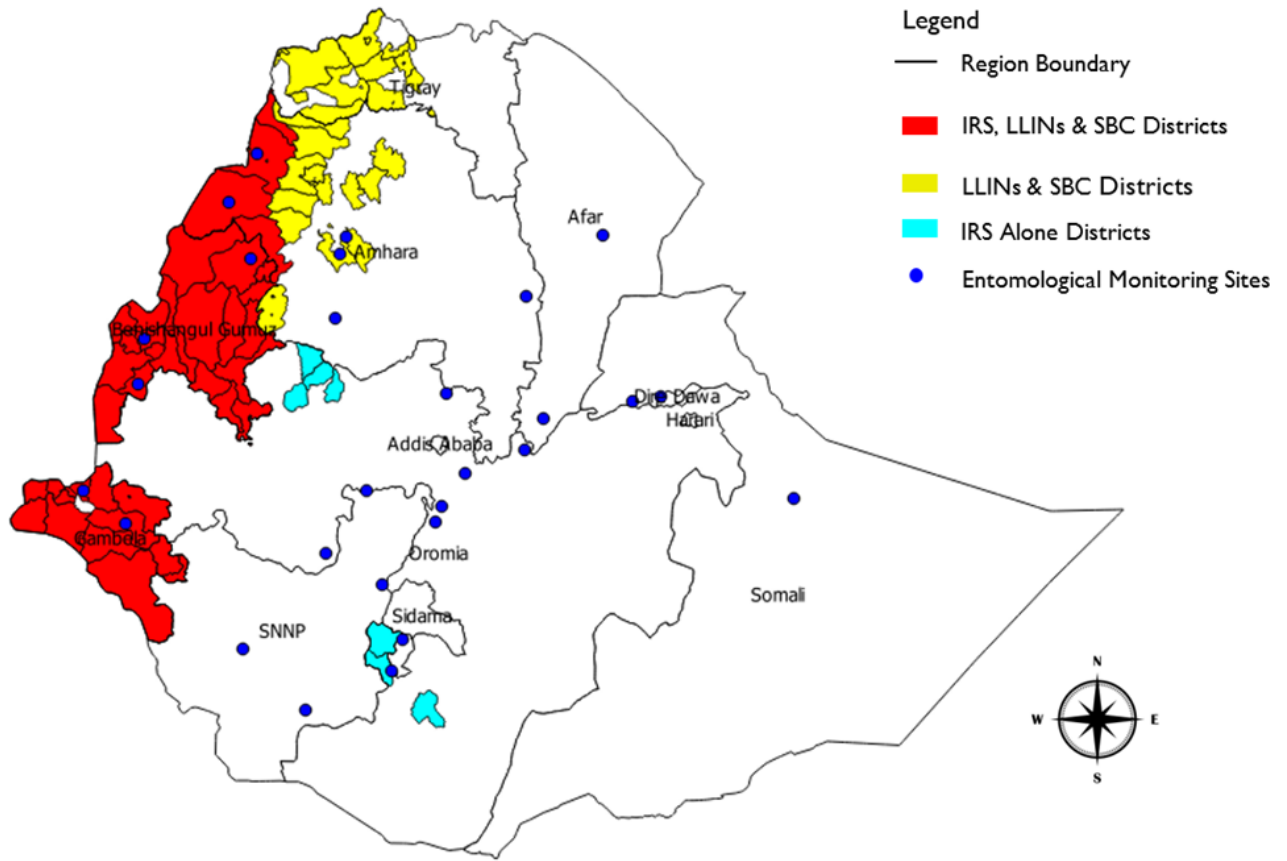 Legend
Region Boundary
IRS, LLINs & SBC Districts
LLINs & SBC Districts
IRS Alone Districts
Entomological Monitoring Sites
Tigray
Afar
Amhara
Benishangul Gumuz
Dire Dawa
Harari
Addis Ababa
Gambela
Oromia
Somali
Sidama
SNNP
N
W E
S